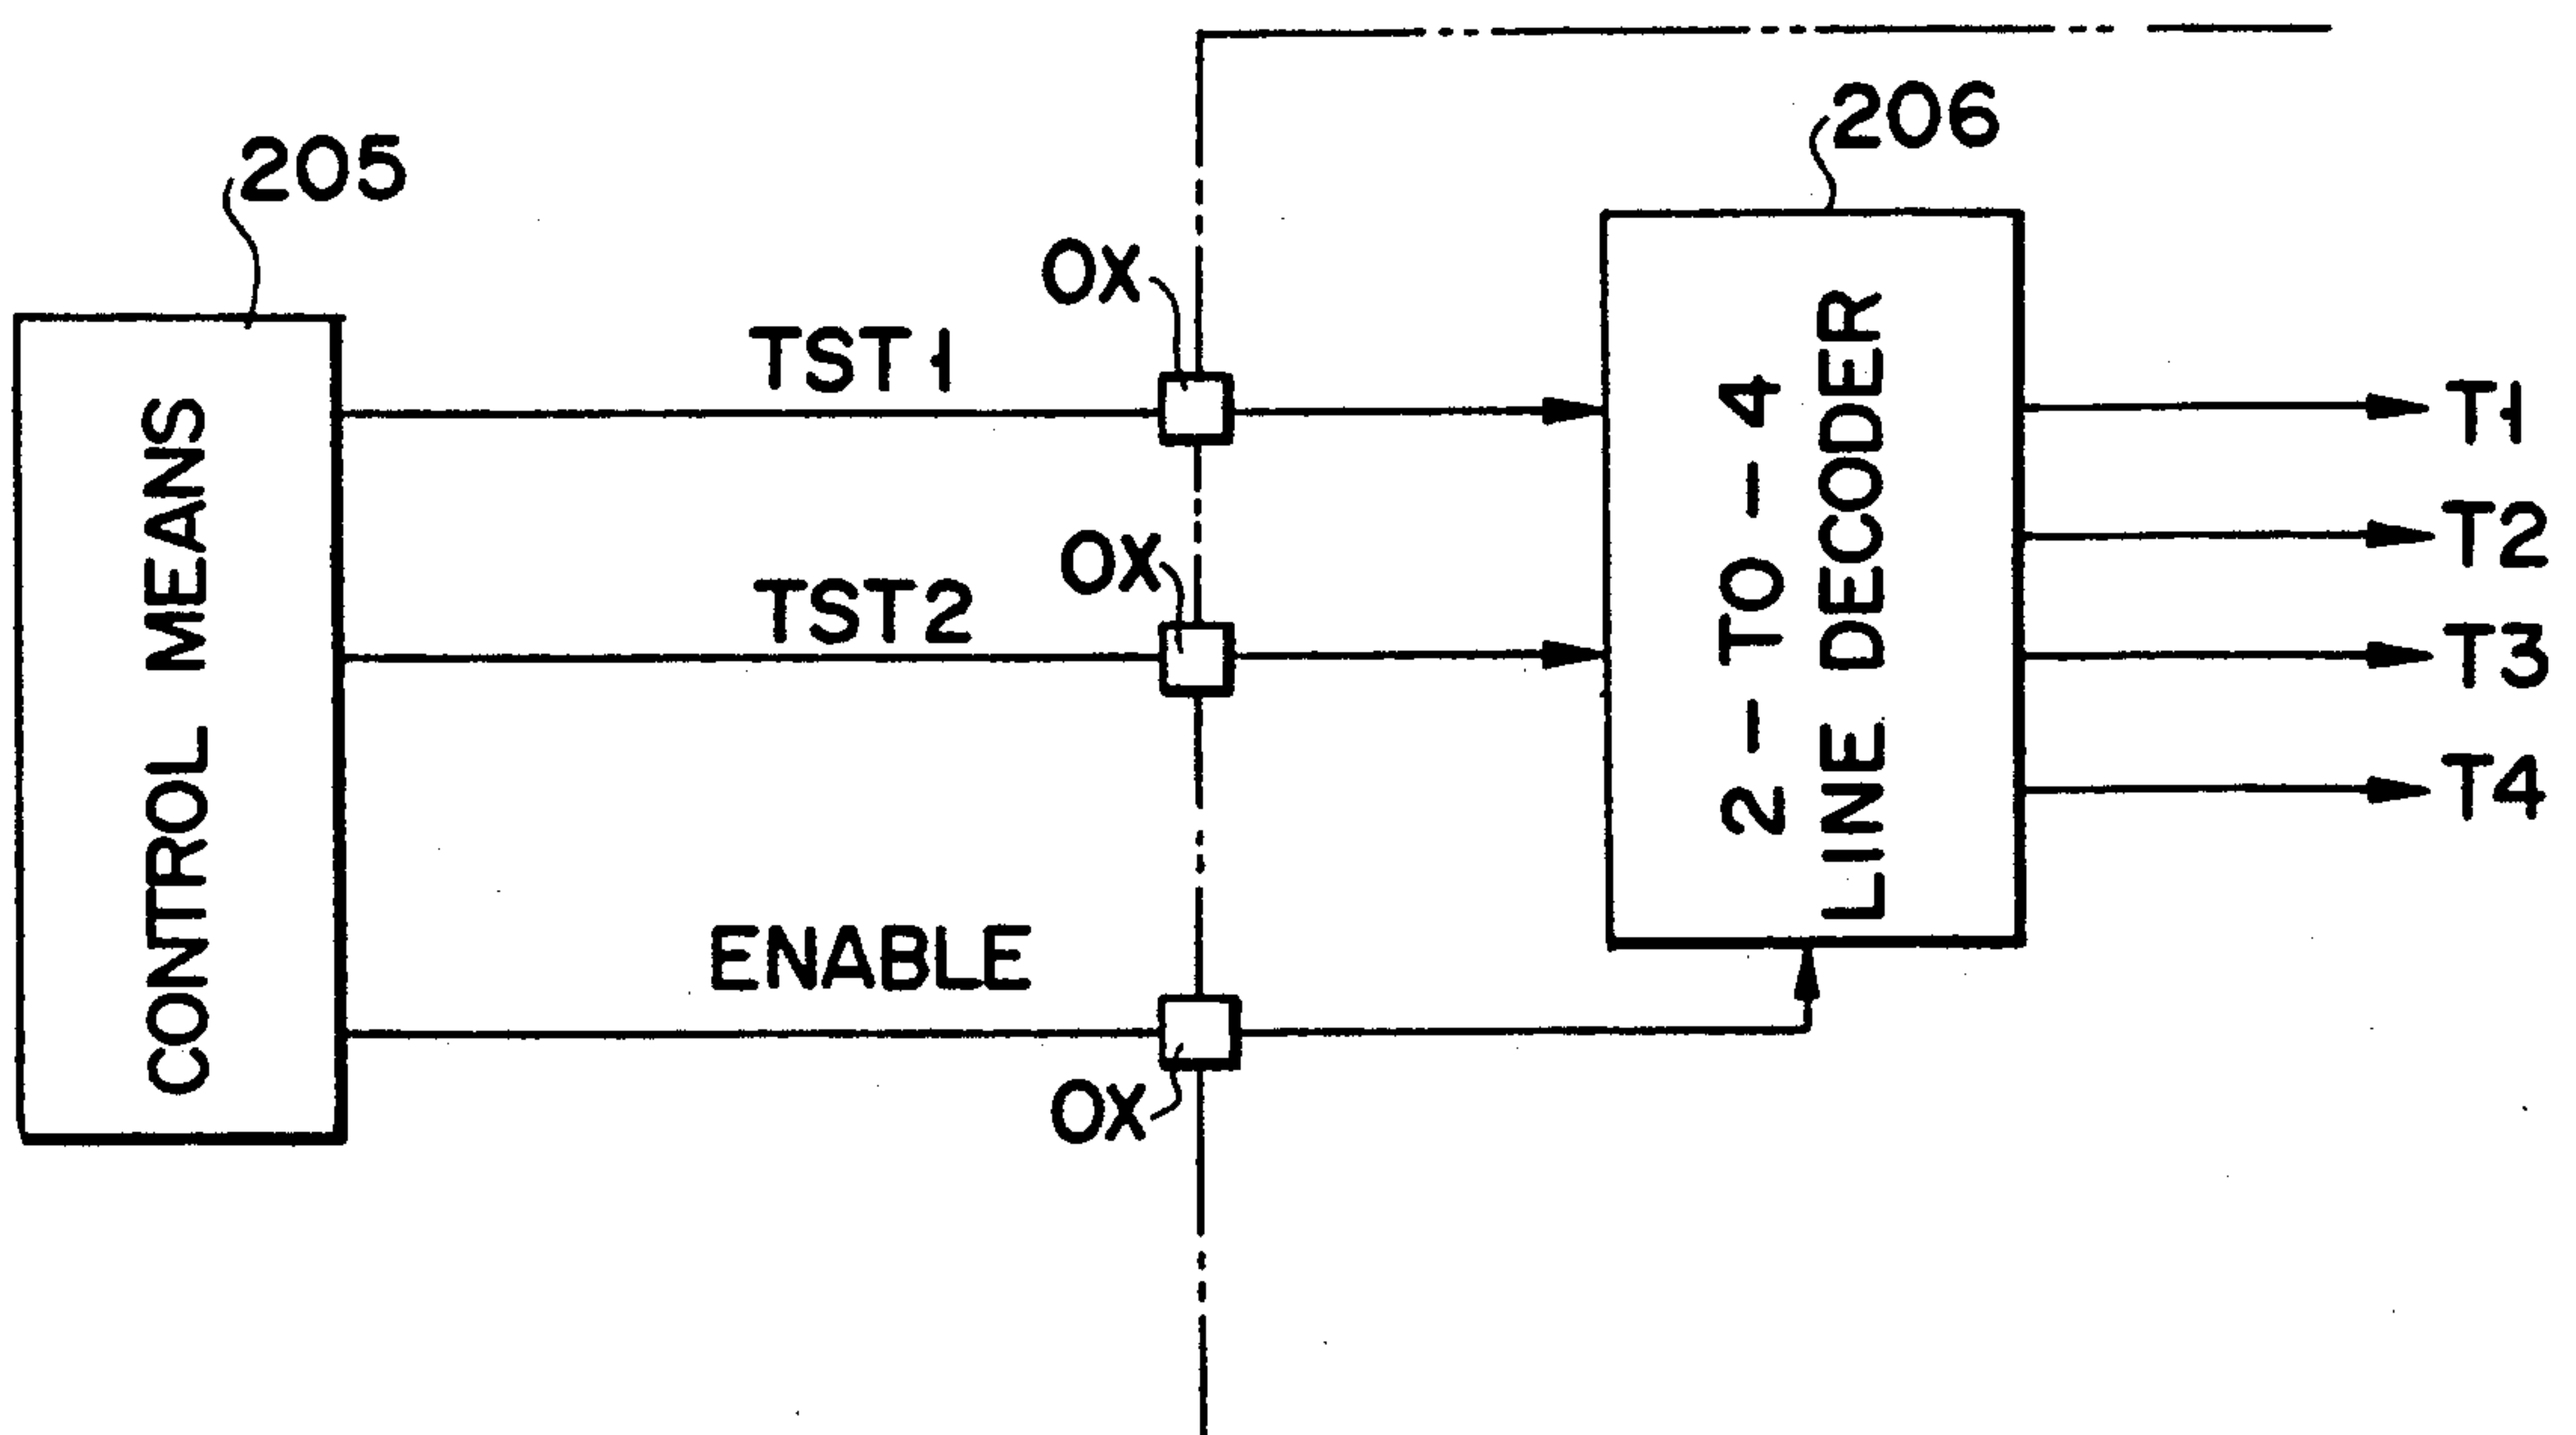 205
CONTROL MEANS
TST1
TST2
ENABLE
OX
OX
OX
206
2-TO-4
LINE DECODER
T1
T2
T3
T4